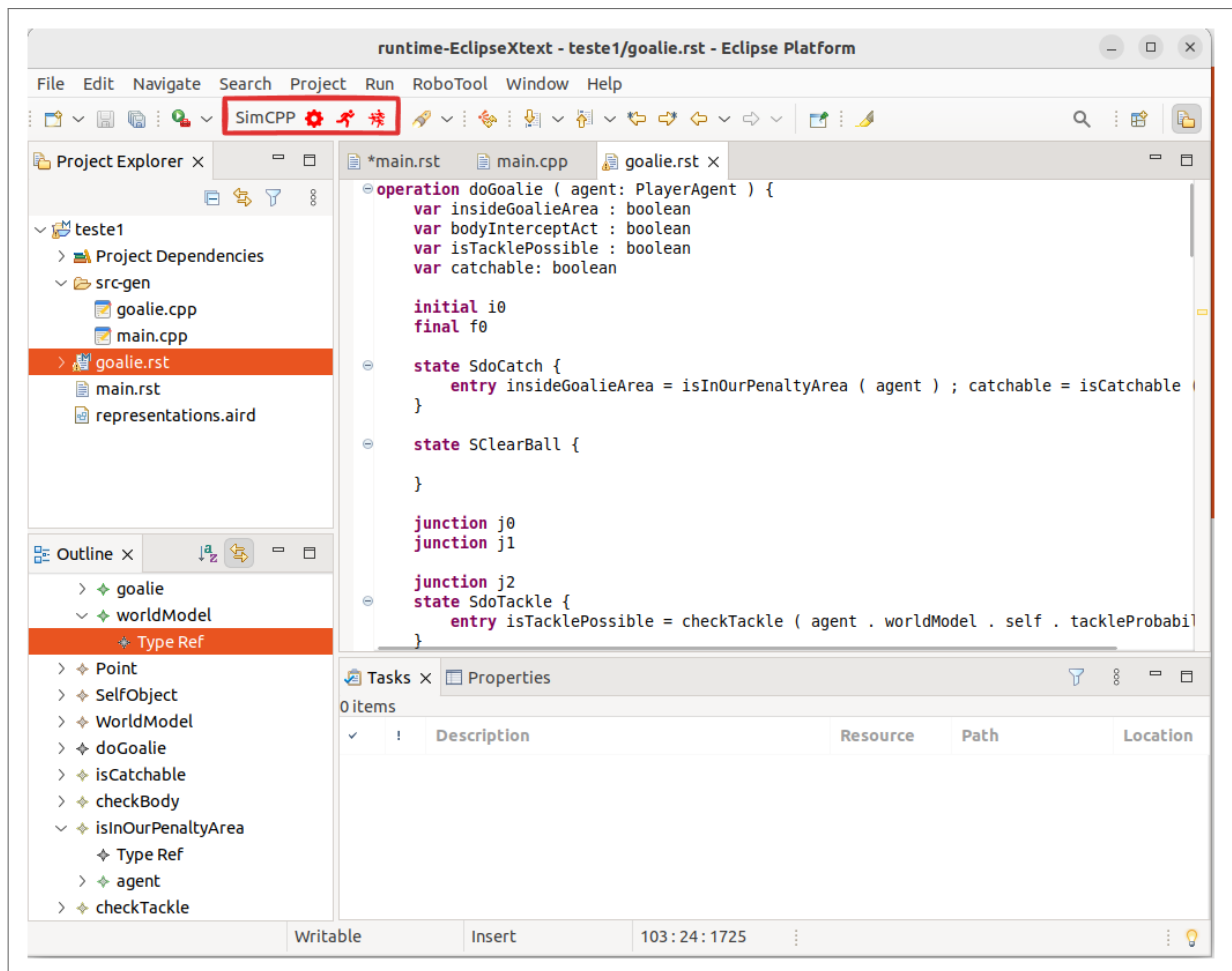 runtime-EclipseXtext - teste1/goalie.rst - Eclipse Platform
File Edit Navigate Search Project Run RoboTool Window Help
SimCPP
Project Explorer
teste1
Project Dependencies
src-gen
goalie.cpp
main.cpp
goalie.rst
main.rst
representations.aird
*main.rst main.cpp goalie.rst
operation doGoalie ( agent: PlayerAgent ) {
var insideGoalieArea : boolean
var bodyInterceptAct : boolean
var isTacklePossible : boolean
var catchable: boolean
initial i0
final f0
state SdoCatch {
entry insideGoalieArea = isInOurPenaltyArea ( agent ) ; catchable = isCatchable (
}
state SClearBall {
}
junction j0
junction j1
junction j2
state SdoTackle {
entry isTacklePossible = checkTackle ( agent . worldModel . self . tackleProbabil
}
Outline
goalie
worldModel
Type Ref
Point
SelfObject
WorldModel
doGoalie
isCatchable
checkBody
isInOurPenaltyArea
Type Ref
agent
checkTackle
Tasks Properties
0 items
! Description Resource Path Location
Writable Insert 103 : 24 : 1725